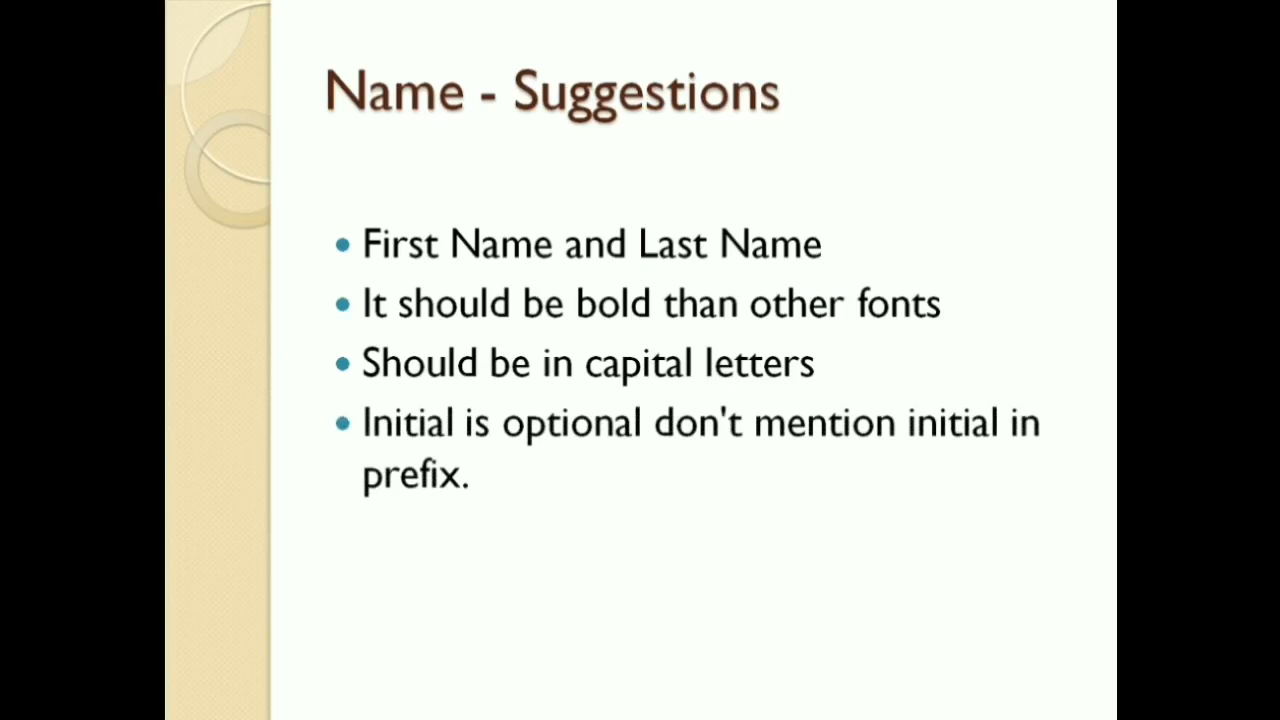 Name - Suggestions
• First Name and Last Name
• It should be bold than other fonts
• Should be in capital letters
• Initial is optional don't mention initial in
prefix.